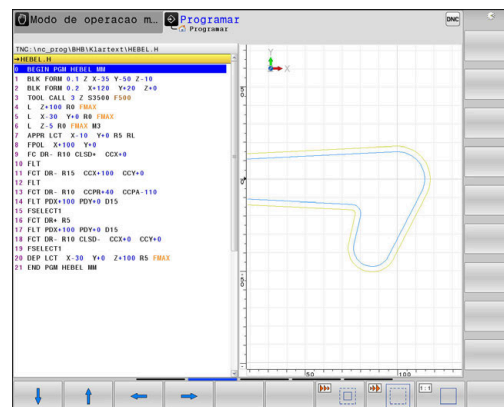 Modo de operacao m…
Programar
Programar
DNC
TNC:\nc_prog\BHB\Klartext\HEBEL.H
→HEBEL.H
0 BEGIN PGM HEBEL MM
1 BLK FORM 0.1 Z X-35 Y-50 Z-10
2 BLK FORM 0.2 X+120 Y+20 Z+0
3 TOOL CALL 3 Z S3500 F500
4 L Z+100 R0 FMAX
5 L X-30 Y+0 R0 FMAX
6 L Z-5 R0 FMAX M3
7 APPR LCT X-10 Y+0 R5 RL
8 FPOL X+100 Y+0
9 FC DR- R10 CLSD+ CCX+0
10 FLT
11 FCT DR- R15 CCX+100 CCY+0
12 FLT
13 FCT DR- R10 CCPR+40 CCPA-110
14 FLT PDX+100 PDY+0 D15
15 FSELECT1
16 FCT DR+ R5
17 FLT PDX+100 PDY+0 D15
18 FCT DR- R10 CLSD- CCX+0 CCY+0
19 FSELECT1
20 DEP LCT X-30 Y+0 Z+100 R5 FMAX
21 END PGM HEBEL MM
Y
X
50
0
-50
50
100
1:1